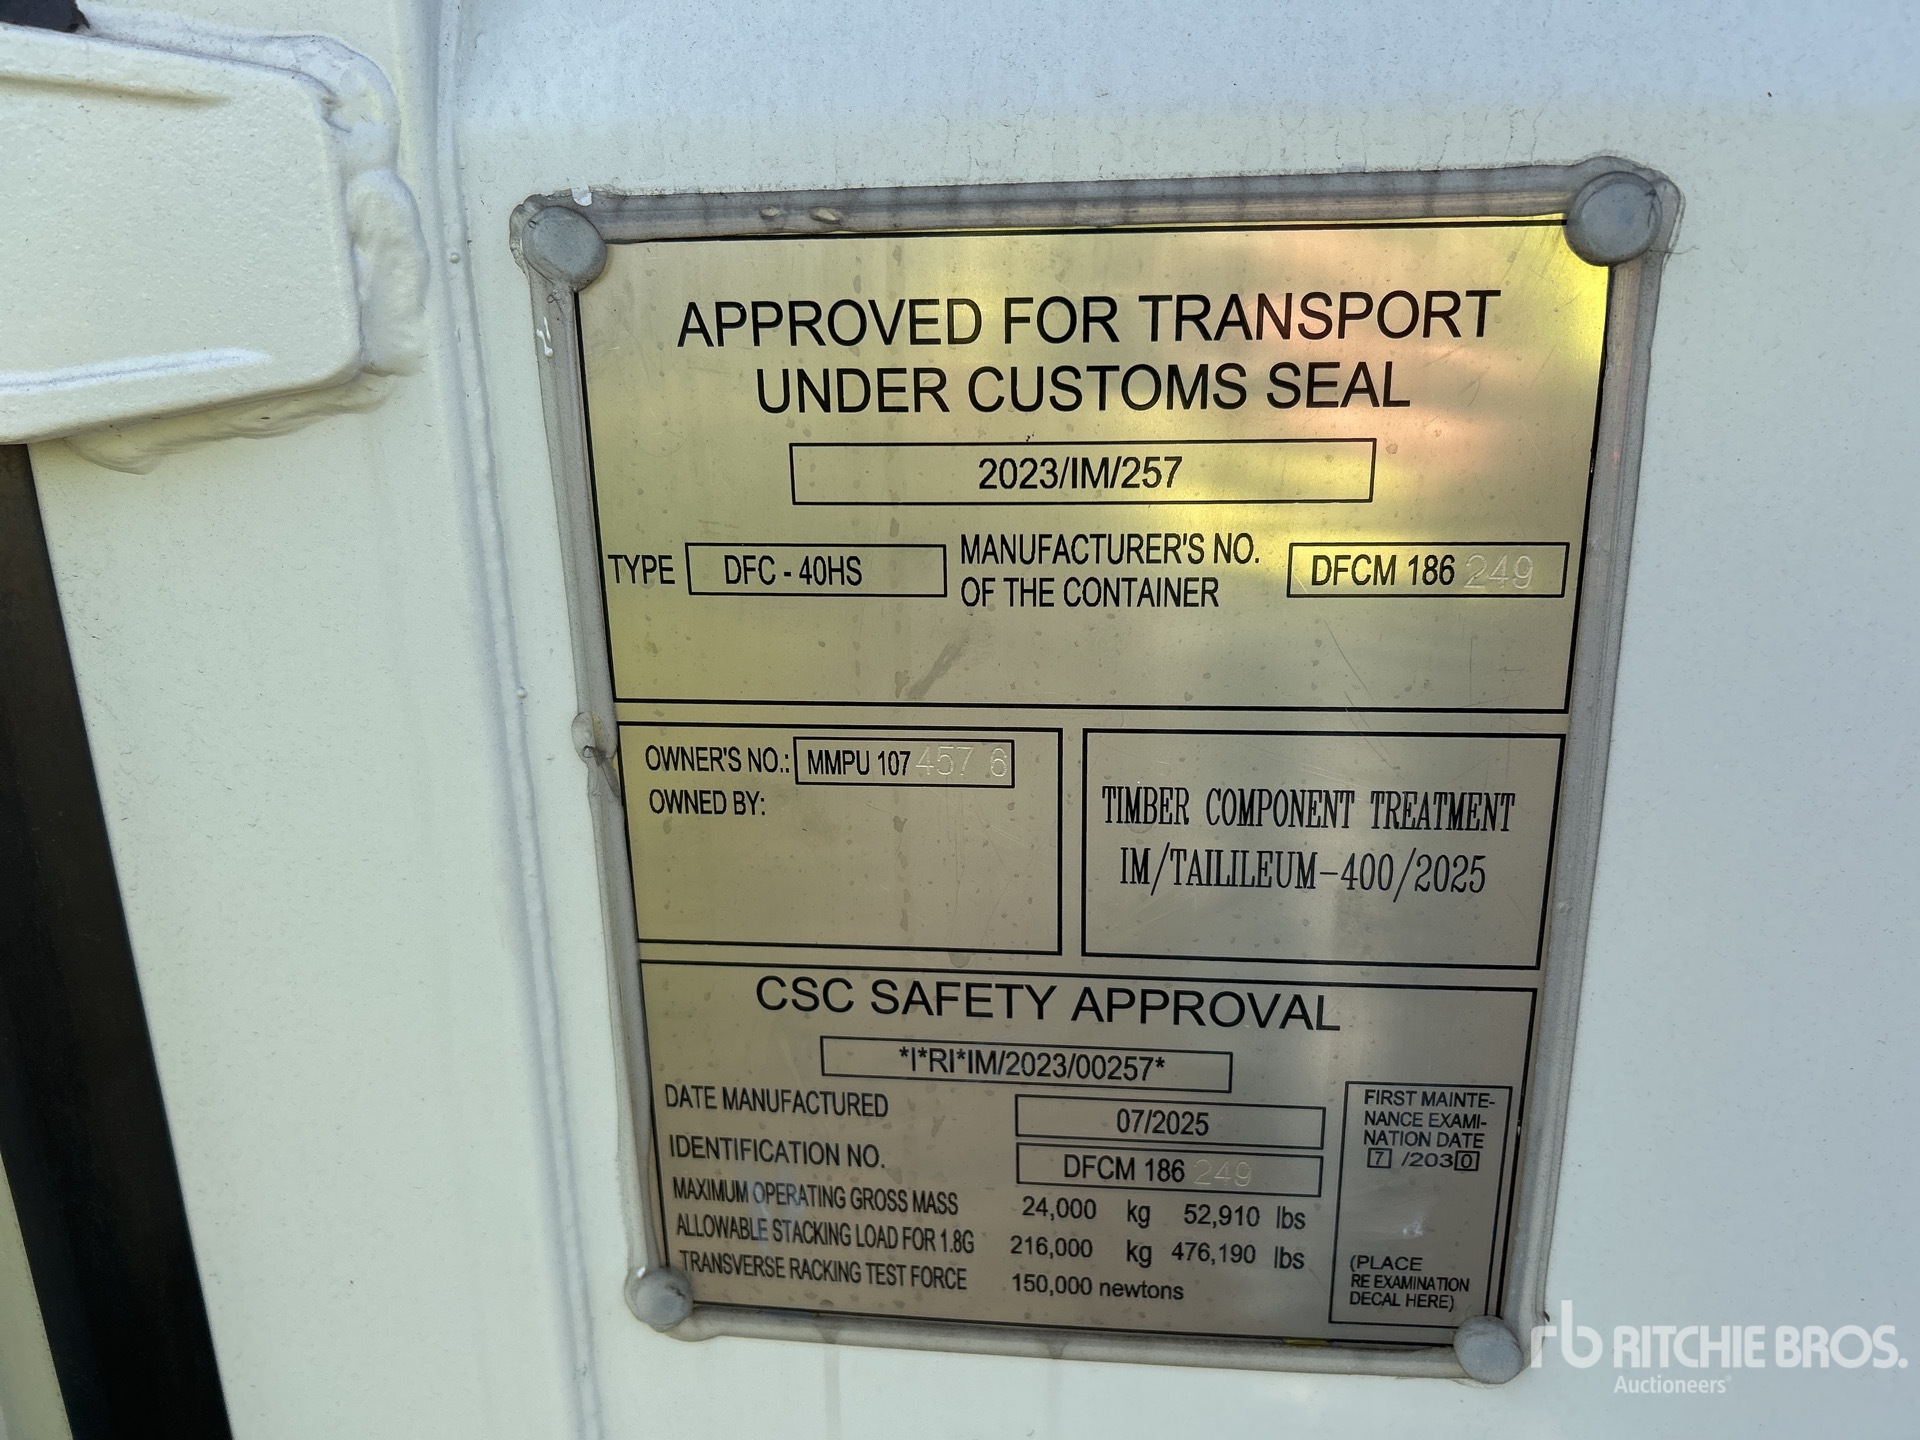 APPROVED FOR TRANSPORT
UNDER CUSTOMS SEAL
2023/IM/257
TYPE DFC - 40HS MANUFACTURER'S NO. OF THE CONTAINER DFCM 186 249
OWNER'S NO.: MMPU 107 457 6
OWNED BY:
TIMBER COMPONENT TREATMENT
IM/TAILILEUM-400/2025
CSC SAFETY APPROVAL
*I*RI*IM/2023/00257*
DATE MANUFACTURED 07/2025
IDENTIFICATION NO. DFCM 186 249
MAXIMUM OPERATING GROSS MASS 24,000 kg 52,910 lbs
ALLOWABLE STACKING LOAD FOR 1.8G 216,000 kg 476,190 lbs
TRANSVERSE RACKING TEST FORCE 150,000 newtons
FIRST MAINTE-
NANCE EXAMI-
NATION DATE
7 /2030
(PLACE
RE EXAMINATION
DECAL HERE)
rb RITCHIE BROS.
Auctioneers